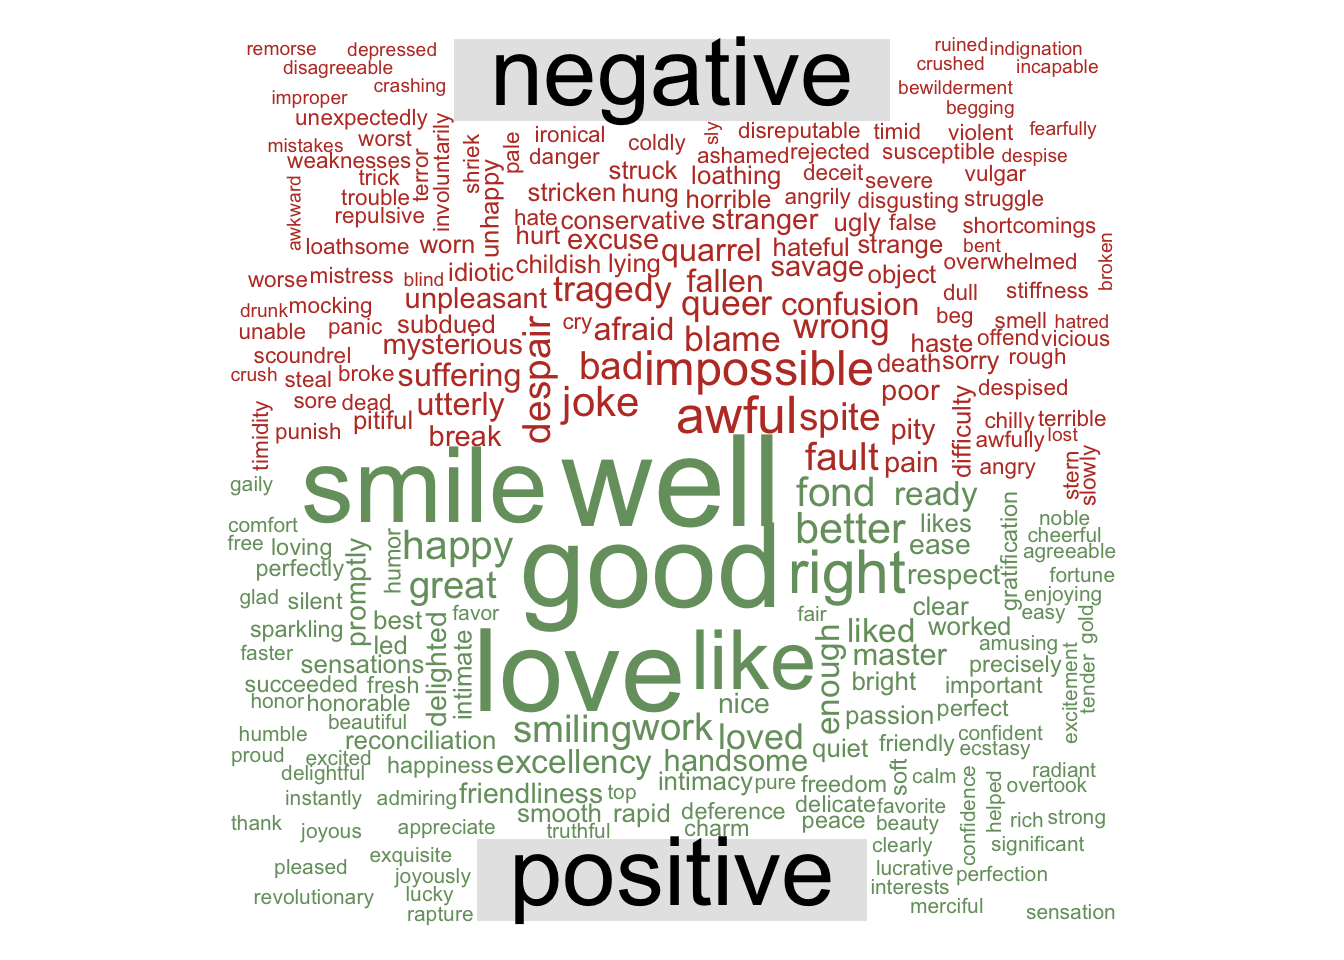 remorse depressed negative ruined indignation
disagreeable crushed incapable
improper crashing bewilderment
unexpectedly begging
mistakes worst involuntarily shriek pale ironical coldly sly disreputable timid violent fearfully
weaknesses terror unhappy danger struck ashamed rejected susceptible despise
awkward trick stricken hung loathing deceit severe vulgar
trouble horrible angrily disgusting struggle
repulsive hate conservative stranger ugly false shortcomings
loathsome worn hurt excuse quarrel hateful strange bent broken
worse mistress blind idiotic childish lying fallen savage object overwhelmed
drunk mocking unpleasant tragedy queer confusion dull stiffness
unable panic subdued despair cry afraid blame wrong beg smell hatred
scoundrel mysterious haste offend vicious
crush steal broke suffering bad impossible death sorry rough
sore dead utterly joke awful spite poor difficulty despised
timidity punish pitiful break pity chilly terrible
fault pain awfully lost
angry stern slowly
gaily smile well fond ready
comfort better likes gratification noble
free loving promptly humor happy good ease cheerful
perfectly great right respect agreeable
glad silent fortune
sparkling best favor fair clear enjoying
led delighted intimate love like enough liked worked easy gold
faster sensations master amusing
succeeded fresh bright precisely excitement tender
honor honorable nice important
humble beautiful smiling work loved passion perfect
proud excited reconciliation quiet friendly confident
delightful happiness excellency handsome soft ecstasy
instantly admiring friendliness top intimacy pure freedom calm confidence helped radiant
thank smooth rapid deference delicate favorite overtook
joyous appreciate truthful charm peace beauty rich strong
pleased exquisite positive clearly significant
joyously lucrative perfection
revolutionary lucky interests
rapture merciful sensation